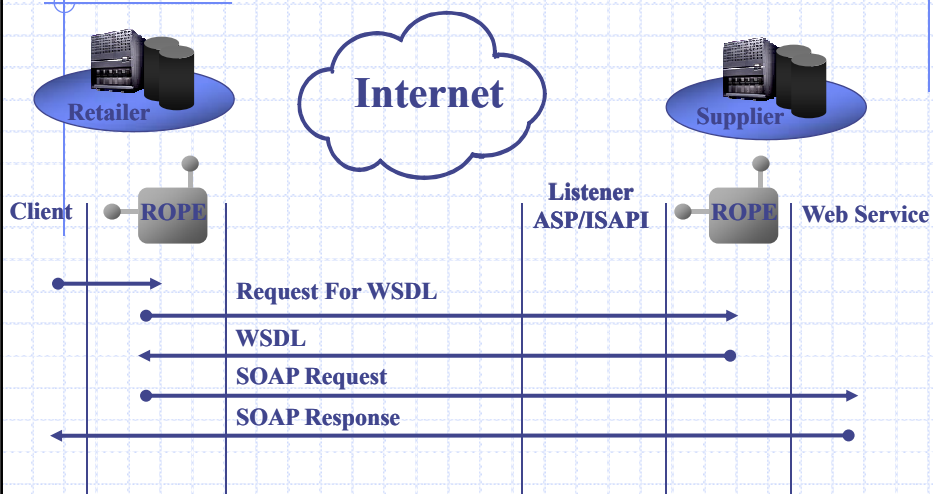 Internet
Retailer
Supplier
Client
ROPE
Listener
ASP/ISAPI
ROPE
Web Service
Request For WSDL
WSDL
SOAP Request
SOAP Response